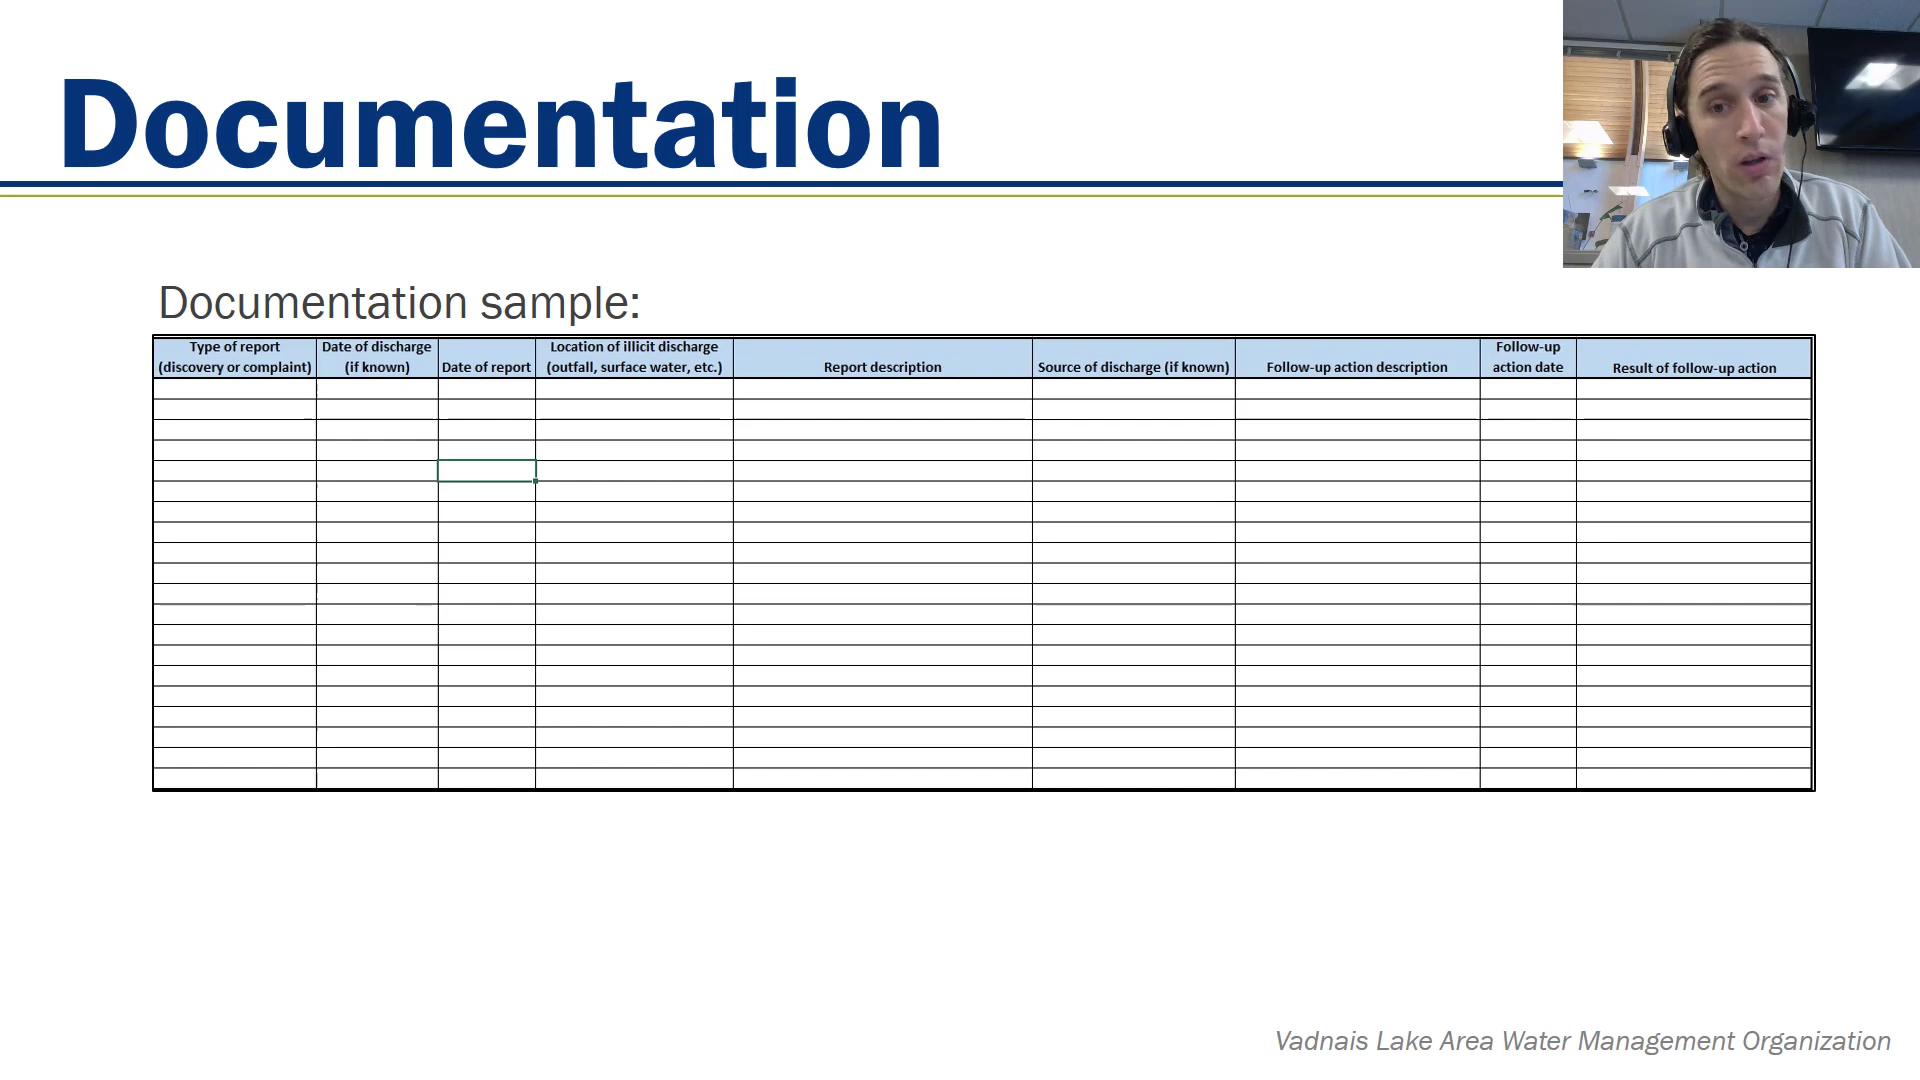 Documentation
Documentation sample:
Type of report
(discovery or complaint)
Date of discharge
(if known)
Date of report
Location of illicit discharge
(outfall, surface water, etc.)
Report description
Source of discharge (if known)
Follow-up action description
Follow-up
action date
Result of follow-up action
Vadnais Lake Area Water Management Organization